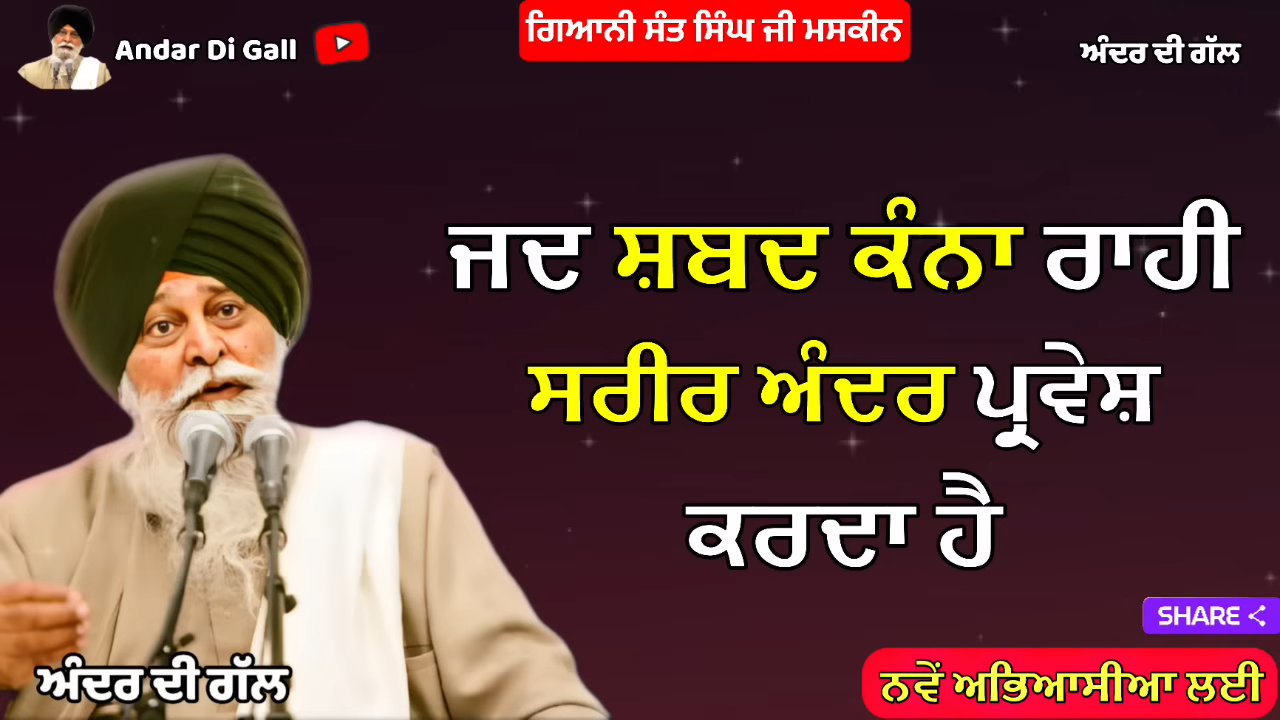 Andar Di Gall
ਗਿਆਨੀ ਸੰਤ ਸਿੰਘ ਜੀ ਮਸਕੀਨ
ਅੰਦਰ ਦੀ ਗੱਲ
ਜਦ ਸ਼ਬਦ ਕੰਨਾ ਰਾਹੀ
ਸਰੀਰ ਅੰਦਰ ਪ੍ਰਵੇਸ਼
ਕਰਦਾ ਹੈ
SHARE
ਅੰਦਰ ਦੀ ਗੱਲ
ਨਵੇਂ ਅਭਿਆਸੀਆ ਲਈ